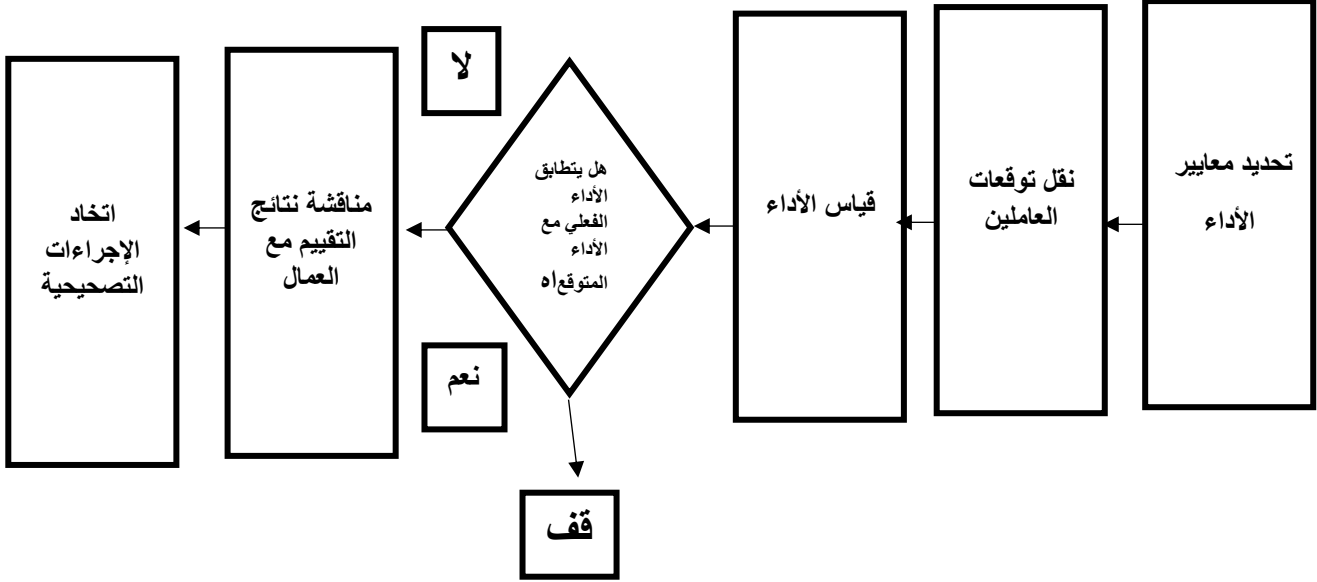 تحديد معايير
الأداء
نقل توقعات
العاملين
قياس الأداء
هل يتطابق
الأداء
الفعلي مع
الأداء
المتوقعاه
لا
نعم
قف
مناقشة نتائج
التقييم مع
العمال
اتخاد
الإجراءات
التصحيحية